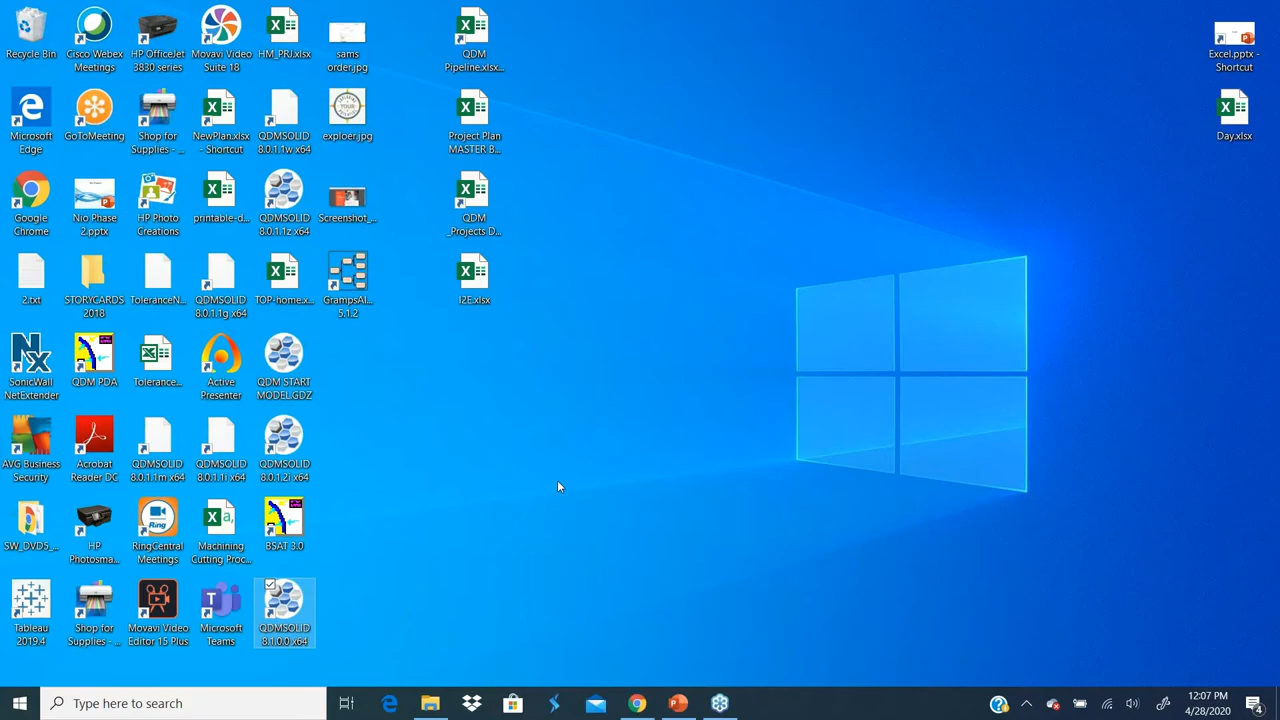 Recycle Bin
Cisco Webex
Meetings
HP OfficeJet
3830 series
Movavi Video
Suite 18
HM_PRJ.xlsx
sams
order.jpg
QDM
Pipeline.xlsx...
Excel.pptx -
Shortcut
Microsoft
Edge
GoToMeeting
Shop for
Supplies - ...
NewPlan.xlsx
- Shortcut
QDMSOLID
8.0.1.1w x64
YOUR
exploer.jpg
Project Plan
MASTER B...
Day.xlsx
Google
Chrome
Nio Phase
2.pptx
HP Photo
Creations
printable-d...
QDMSOLID
8.0.1.1z x64
Screenshot_...
QDM
_Projects D...
2.txt
STORYCARDS
2018
ToleranceN...
QDMSOLID
8.0.1.1g x64
TOP-home.x...
GrampsAI...
5.1.2
I2E.xlsx
SonicWall
NetExtender
QDM PDA
Tolerance...
Active
Presenter
QDM START
MODEL.GDZ
AVG Business
Security
Acrobat
Reader DC
QDMSOLID
8.0.1.1m x64
QDMSOLID
8.0.1.1i x64
QDMSOLID
8.0.1.2i x64
SW_DVD5_...
HP
Photosma...
Ring
RingCentral
Meetings
Machining
Cutting Proc...
BSAT 3.0
Tableau
2019.4
Shop for
Supplies - ...
Movavi Video
Editor 15 Plus
Microsoft
Teams
QDMSOLID
8.1.0.0 x64
Type here to search
12:07 PM
4/28/2020
4